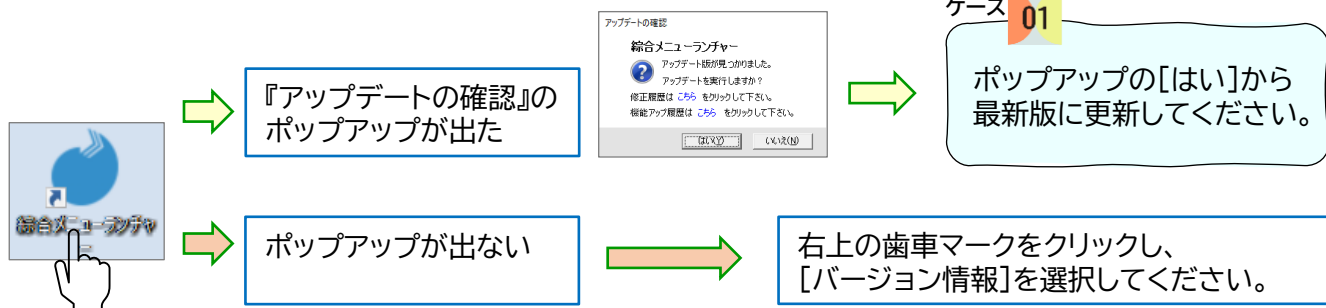 ケース 01
ポップアップの[はい]から
最新版に更新してください。
アップデートの確認
綜合メニューランチャー
アップデート版が見つかりました。
アップデートを実行しますか?
修正履歴は こちら をクリックして下さい。
機能アップ履歴は こちら をクリックして下さい。
はい(Y) いいえ(N)
『アップデートの確認』の
ポップアップが出た
綜合メニューランチャ
ー
ポップアップが出ない
右上の歯車マークをクリックし、
[バージョン情報]を選択してください。